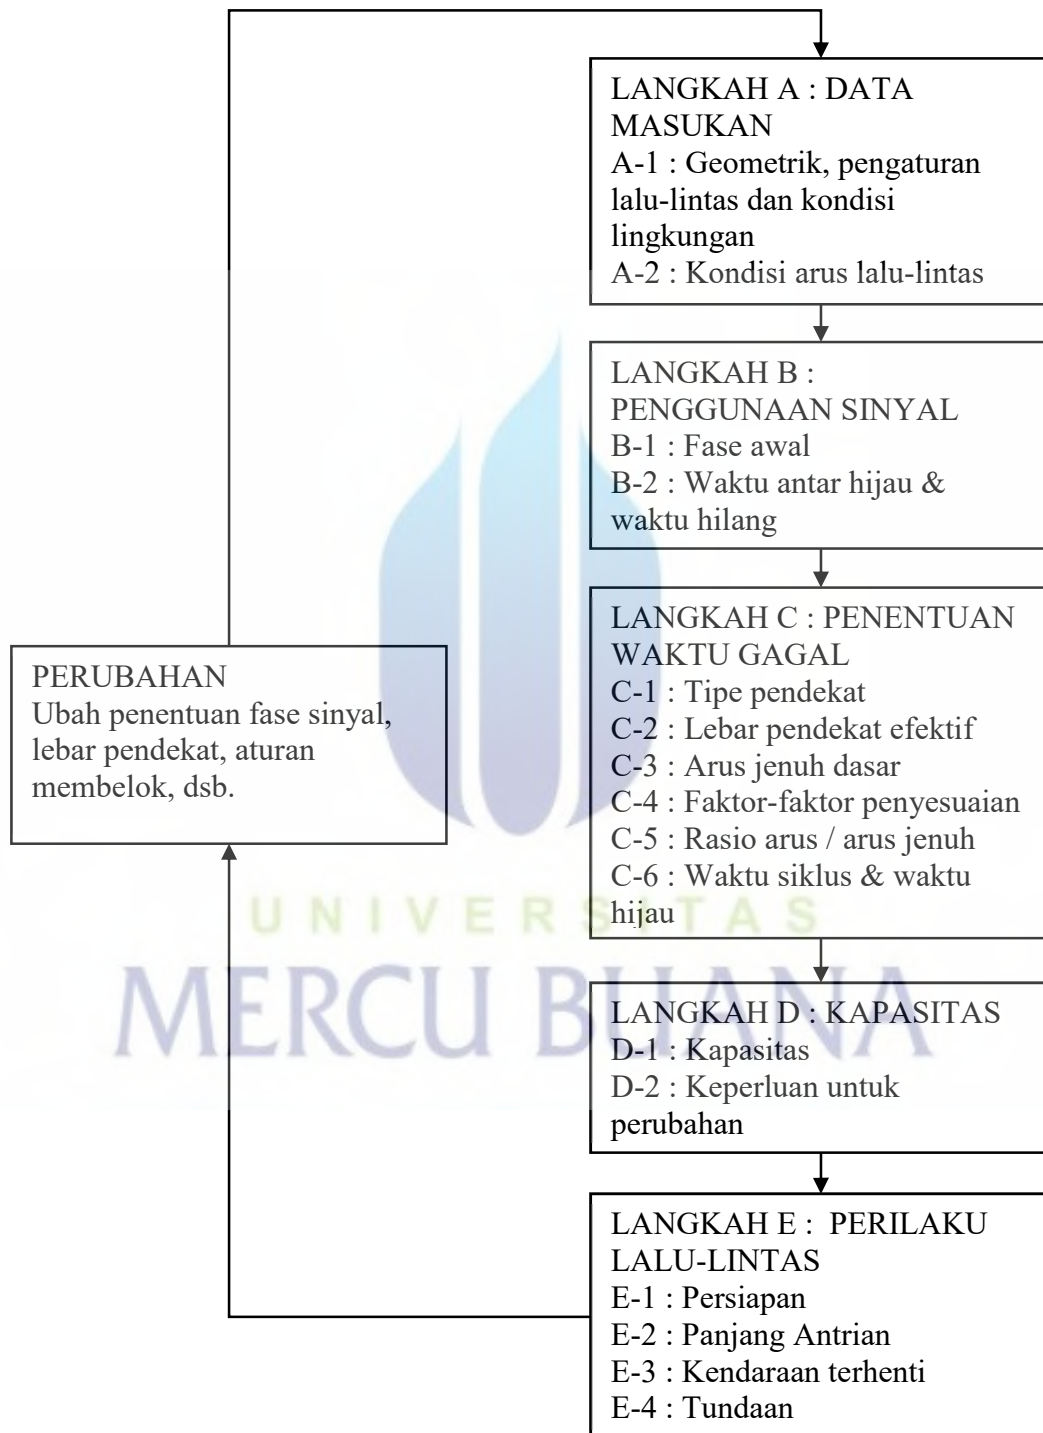 LANGKAH A : DATA
MASUKAN
A-1 : Geometrik, pengaturan
lalu-lintas dan kondisi
lingkungan
A-2 : Kondisi arus lalu-lintas
LANGKAH B :
PENGGUNAAN SINYAL
B-1 : Fase awal
B-2 : Waktu antar hijau &
waktu hilang
LANGKAH C : PENENTUAN
WAKTU GAGAL
C-1 : Tipe pendekat
C-2 : Lebar pendekat efektif
C-3 : Arus jenuh dasar
C-4 : Faktor-faktor penyesuaian
C-5 : Rasio arus / arus jenuh
C-6 : Waktu siklus & waktu
hijau
PERUBAHAN
Ubah penentuan fase sinyal,
lebar pendekat, aturan
membelok, dsb.
LANGKAH D : KAPASITAS
D-1 : Kapasitas
D-2 : Keperluan untuk
perubahan
LANGKAH E :  PERILAKU
LALU-LINTAS
E-1 : Persiapan
E-2 : Panjang Antrian
E-3 : Kendaraan terhenti
E-4 : Tundaan
UNIVERSITAS
MERCU BUANA